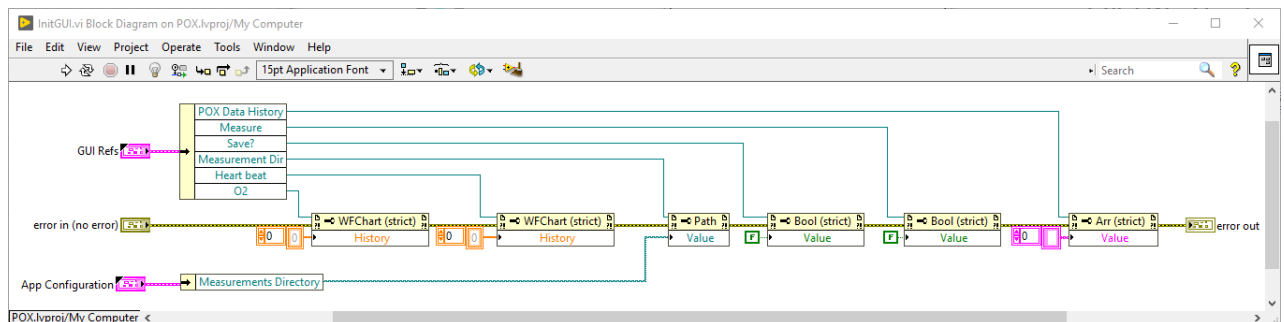 InitGUI.vi Block Diagram on POX.lvproj/My Computer
File Edit View Project Operate Tools Window Help
15pt Application Font
Search
GUI Refs
POX Data History
Measure
Save?
Measurement Dir
Heart beat
O2
error in (no error)
WFChart (strict)
History
0
0
WFChart (strict)
History
0
0
Path
Value
Bool (strict)
Value
F
Bool (strict)
Value
F
Arr (strict)
Value
0
error out
App Configuration
Measurements Directory
POX.lvproj/My Computer